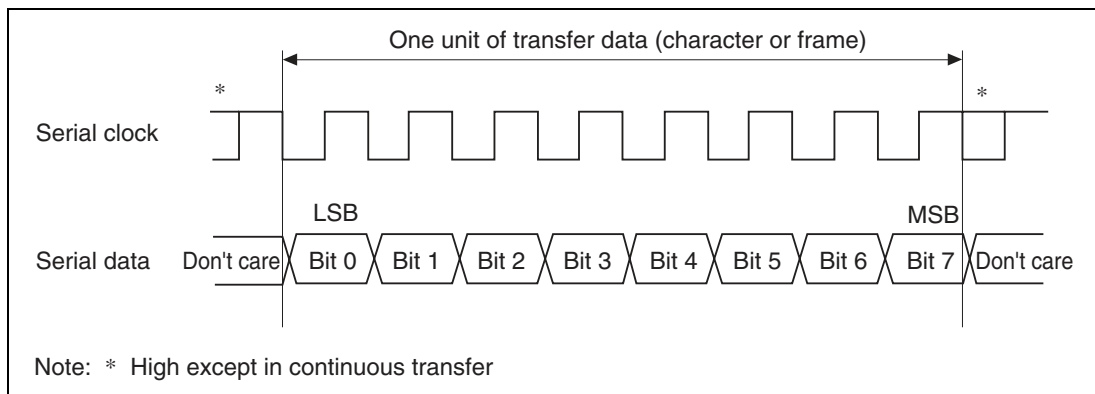 One unit of transfer data (character or frame)
* *
Serial clock
LSB MSB
Serial data Don't care Bit 0 Bit 1 Bit 2 Bit 3 Bit 4 Bit 5 Bit 6 Bit 7 Don't care
Note: * High except in continuous transfer